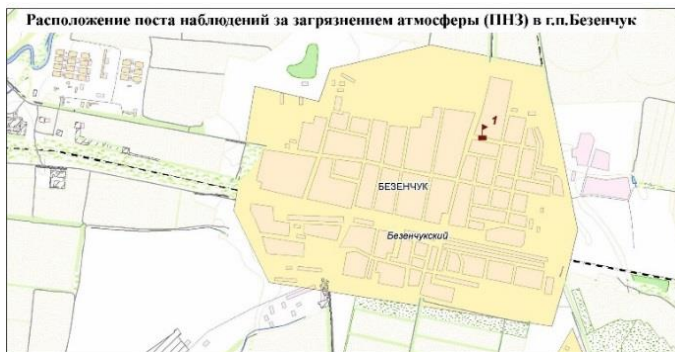 Расположение поста наблюдений за загрязнением атмосферы (ПНЗ) в г.п.Безенчук
1
БЕЗЕНЧУК
Безенчукский